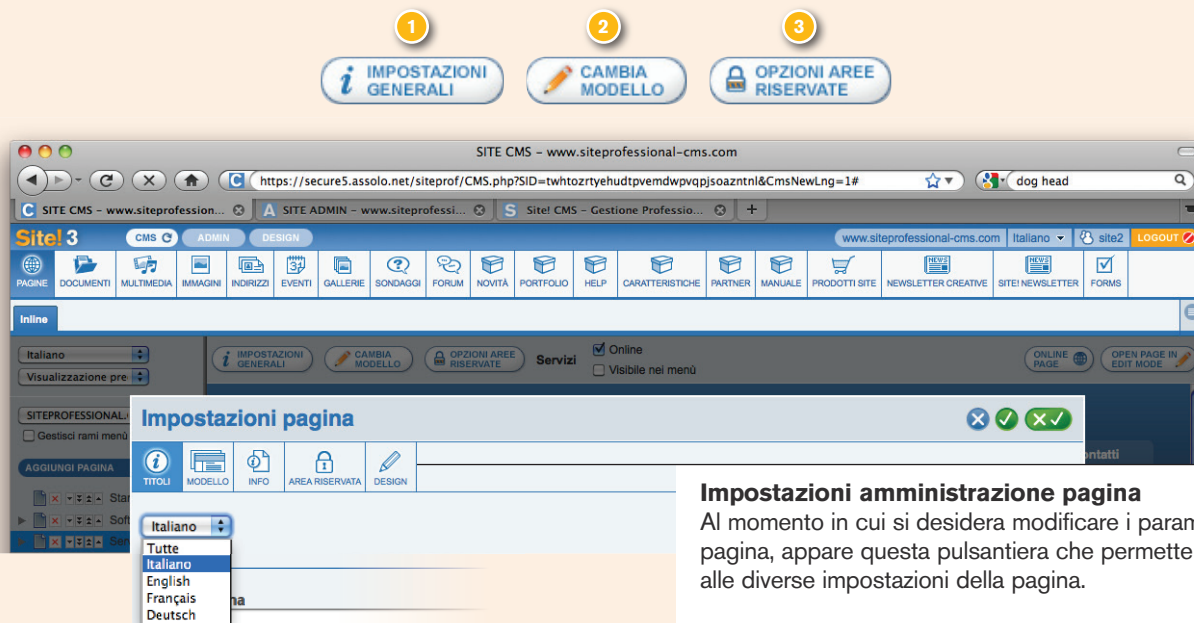 1
2
3
IMPOSTAZIONI
GENERALI
CAMBIA
MODELLO
OPZIONI AREE
RISERVATE
SITE CMS – www.siteprofessional-cms.com
https://secure5.assolo.net/siteprof/CMS.php?SID=twhtozrtyehudtpvemdwpvqpjsoazntnl&CmsNewLng=1#
dog head
SITE CMS – www.siteprofession...
SITE ADMIN – www.siteprofessi...
Site! CMS – Gestione Professio...
Site! 3
CMS
ADMIN
DESIGN
www.siteprofessional-cms.com
Italiano
site2
LOGOUT
PAGINE
DOCUMENTI
MULTIMEDIA
IMMAGINI
INDIRIZZI
EVENTI
GALLERIE
SONDAGGI
FORUM
NOVITÀ
PORTFOLIO
HELP
CARATTERISTICHE
PARTNER
MANUALE
PRODOTTI SITE
NEWSLETTER CREATIVE
SITE! NEWSLETTER
FORMS
Inline
Italiano
Visualizzazione pre
IMPOSTAZIONI
GENERALI
CAMBIA
MODELLO
OPZIONI AREE
RISERVATE
Servizi
Online
Visibile nei menù
ONLINE
PAGE
OPEN PAGE IN
EDIT MODE
SITEPROFESSIONAL.
Gestisci rami menù
AGGIUNGI PAGINA
Star
Soft
Ser
ontatti
Impostazioni pagina
TITOLI
MODELLO
INFO
AREA RISERVATA
DESIGN
Italiano
Tutte
Italiano
English
Français
Deutsch
na
Impostazioni amministrazione pagina
Al momento in cui si desidera modificare i param
pagina, appare questa pulsantiera che permette
alle diverse impostazioni della pagina.